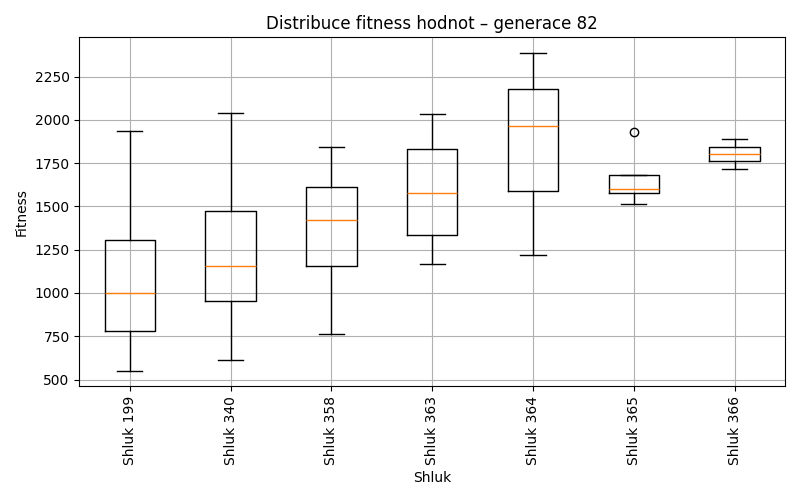 Distribuce fitness hodnot – generace 82
Fitness
2250
2000
1750
1500
1250
1000
750
500
Shluk 199
Shluk 340
Shluk 358
Shluk 363
Shluk 364
Shluk 365
Shluk 366
Shluk